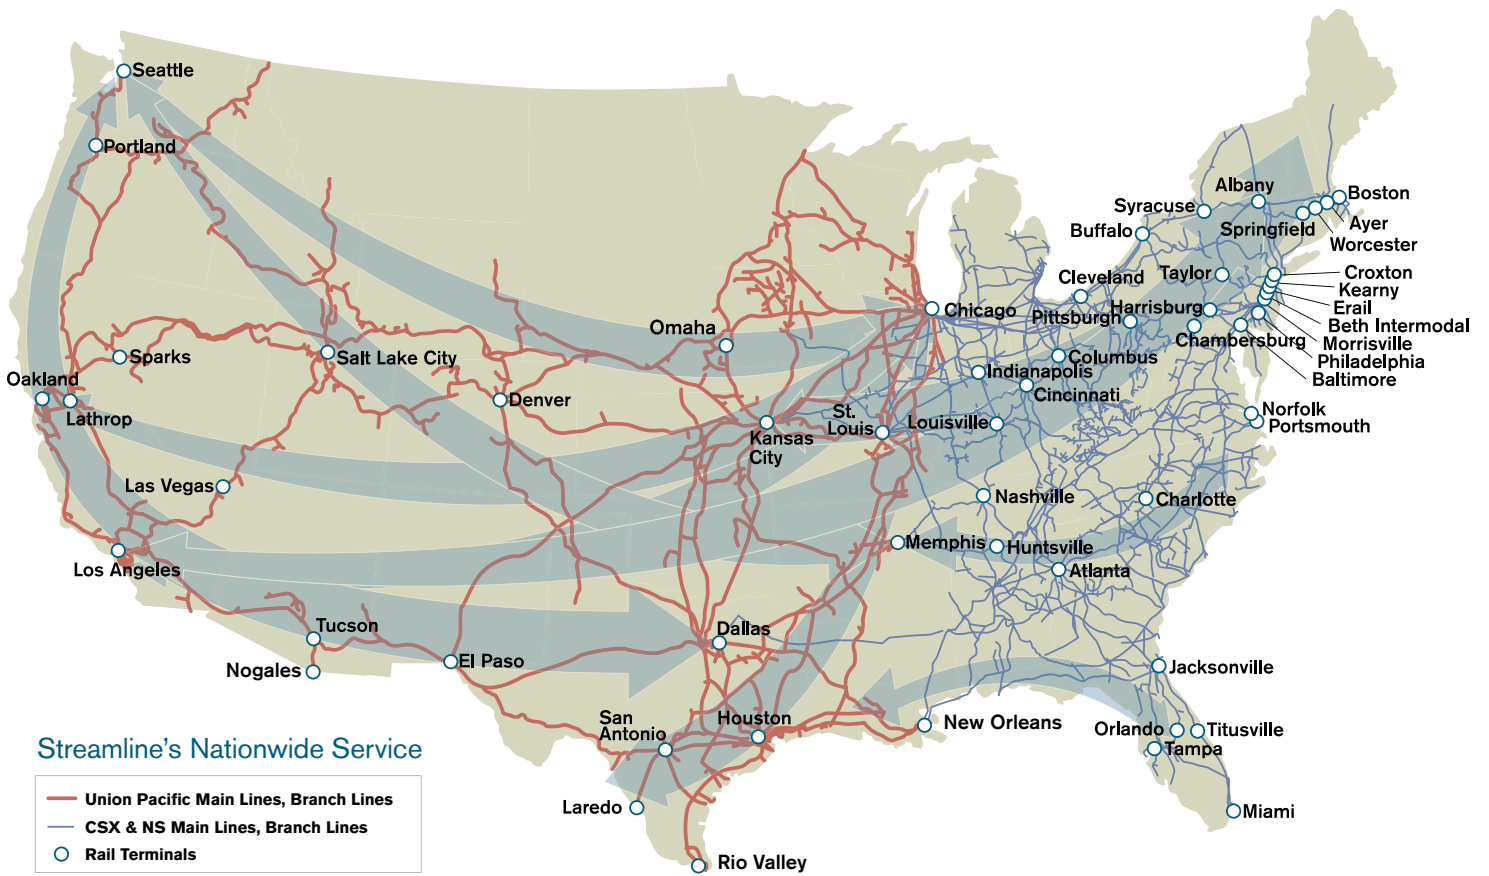 Seattle
Portland
Sparks
Oakland
Lathrop
Salt Lake City
Las Vegas
Los Angeles
Tucson
Nogales
El Paso
Denver
Omaha
Kansas
City
St.
Louis
Chicago
Dallas
San
Antonio
Houston
Laredo
Rio Valley
New Orleans
Memphis
Huntsville
Nashville
Atlanta
Charlotte
Louisville
Indianapolis
Cincinnati
Columbus
Cleveland
Pittsburgh
Harrisburg
Chambersburg
Taylor
Buffalo
Syracuse
Albany
Springfield
Boston
Ayer
Worcester
Croxton
Kearny
Erail
Beth Intermodal
Morrisville
Philadelphia
Baltimore
Norfolk
Portsmouth
Jacksonville
Orlando
Titusville
Tampa
Miami
Streamline's Nationwide Service
Union Pacific Main Lines, Branch Lines
CSX & NS Main Lines, Branch Lines
Rail Terminals